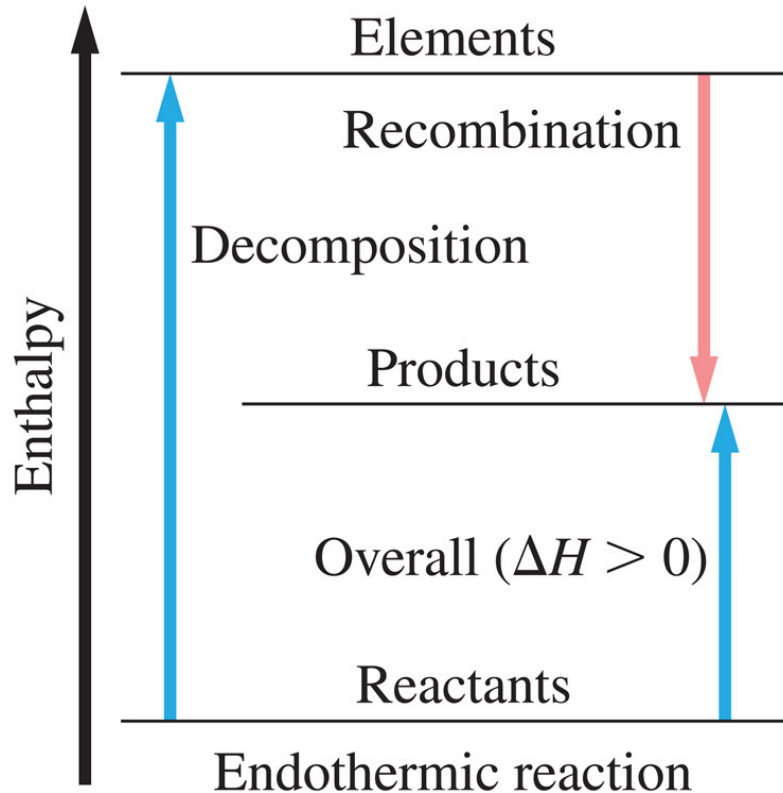 Elements
Recombination
Decomposition
Enthalpy
Products
Overall (ΔH > 0)
Reactants
Endothermic reaction